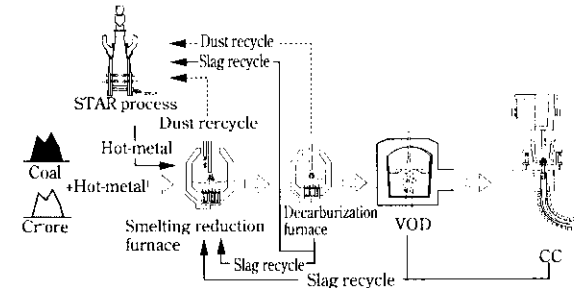 Dust recycle
Slag recycle
STAR process
Dust rercycle
Hot-metal
Coal
+Hot-metal
Cr ore
Smelting reduction
furnace
Decarburization
furnace
VOD
Slag recycle
CC
Slag recycle